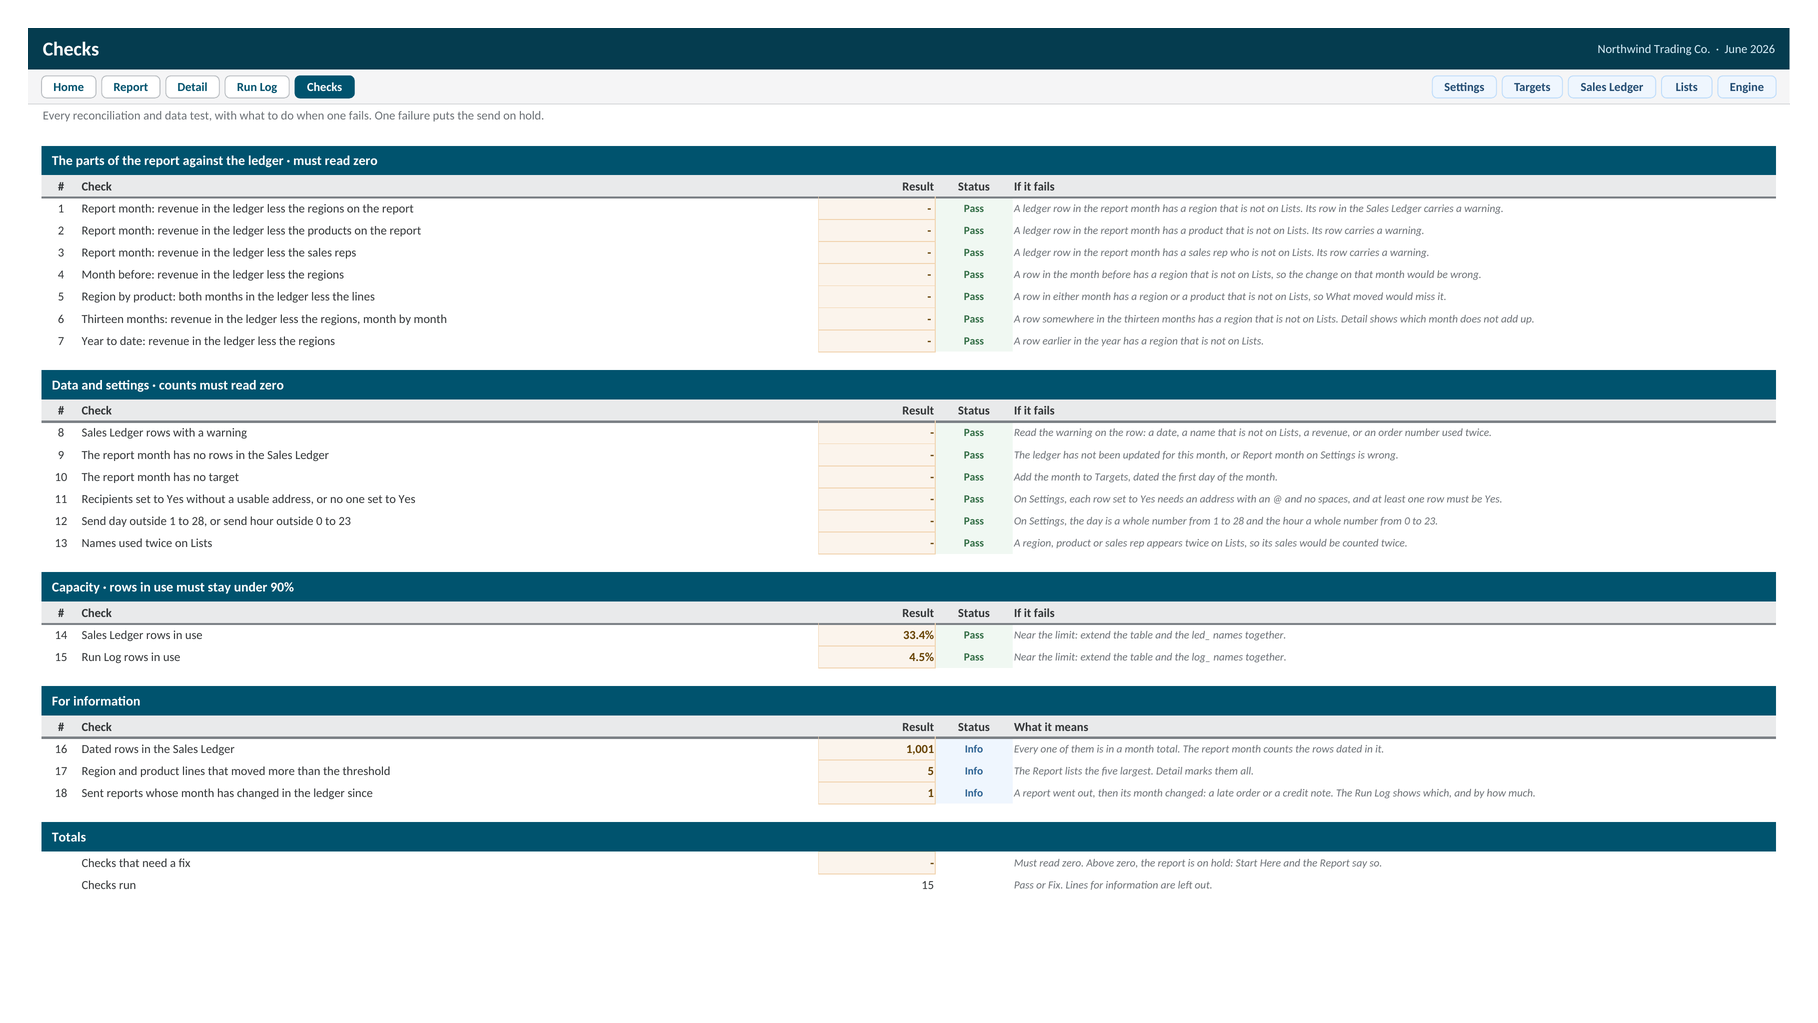 Checks
Northwind Trading Co. · June 2026
Home Report Detail Run Log Checks Settings Targets Sales Ledger Lists Engine
Every reconciliation and data test, with what to do when one fails. One failure puts the send on hold.
The parts of the report against the ledger · must read zero
# Check Result Status If it fails
1 Report month: revenue in the ledger less the regions on the report - Pass A ledger row in the report month has a region that is not on Lists. Its row in the Sales Ledger carries a warning.
2 Report month: revenue in the ledger less the products on the report - Pass A ledger row in the report month has a product that is not on Lists. Its row carries a warning.
3 Report month: revenue in the ledger less the sales reps - Pass A ledger row in the report month has a sales rep who is not on Lists. Its row carries a warning.
4 Month before: revenue in the ledger less the regions - Pass A row in the month before has a region that is not on Lists, so the change on that month would be wrong.
5 Region by product: both months in the ledger less the lines - Pass A row in either month has a region or a product that is not on Lists, so What moved would miss it.
6 Thirteen months: revenue in the ledger less the regions, month by month - Pass A row somewhere in the thirteen months has a region that is not on Lists. Detail shows which month does not add up.
7 Year to date: revenue in the ledger less the regions - Pass A row earlier in the year has a region that is not on Lists.
Data and settings · counts must read zero
# Check Result Status If it fails
8 Sales Ledger rows with a warning - Pass Read the warning on the row: a date, a name that is not on Lists, a revenue, or an order number used twice.
9 The report month has no rows in the Sales Ledger - Pass The ledger has not been updated for this month, or Report month on Settings is wrong.
10 The report month has no target - Pass Add the month to Targets, dated the first day of the month.
11 Recipients set to Yes without a usable address, or no one set to Yes - Pass On Settings, each row set to Yes needs an address with an @ and no spaces, and at least one row must be Yes.
12 Send day outside 1 to 28, or send hour outside 0 to 23 - Pass On Settings, the day is a whole number from 1 to 28 and the hour a whole number from 0 to 23.
13 Names used twice on Lists - Pass A region, product or sales rep appears twice on Lists, so its sales would be counted twice.
Capacity · rows in use must stay under 90%
# Check Result Status If it fails
14 Sales Ledger rows in use 33.4% Pass Near the limit: extend the table and the led_ names together.
15 Run Log rows in use 4.5% Pass Near the limit: extend the table and the log_ names together.
For information
# Check Result Status What it means
16 Dated rows in the Sales Ledger 1,001 Info Every one of them is in a month total. The report month counts the rows dated in it.
17 Region and product lines that moved more than the threshold 5 Info The Report lists the five largest. Detail marks them all.
18 Sent reports whose month has changed in the ledger since 1 Info A report went out, then its month changed: a late order or a credit note. The Run Log shows which, and by how much.
Totals
Checks that need a fix - Must read zero. Above zero, the report is on hold: Start Here and the Report say so.
Checks run 15 Pass or Fix. Lines for information are left out.